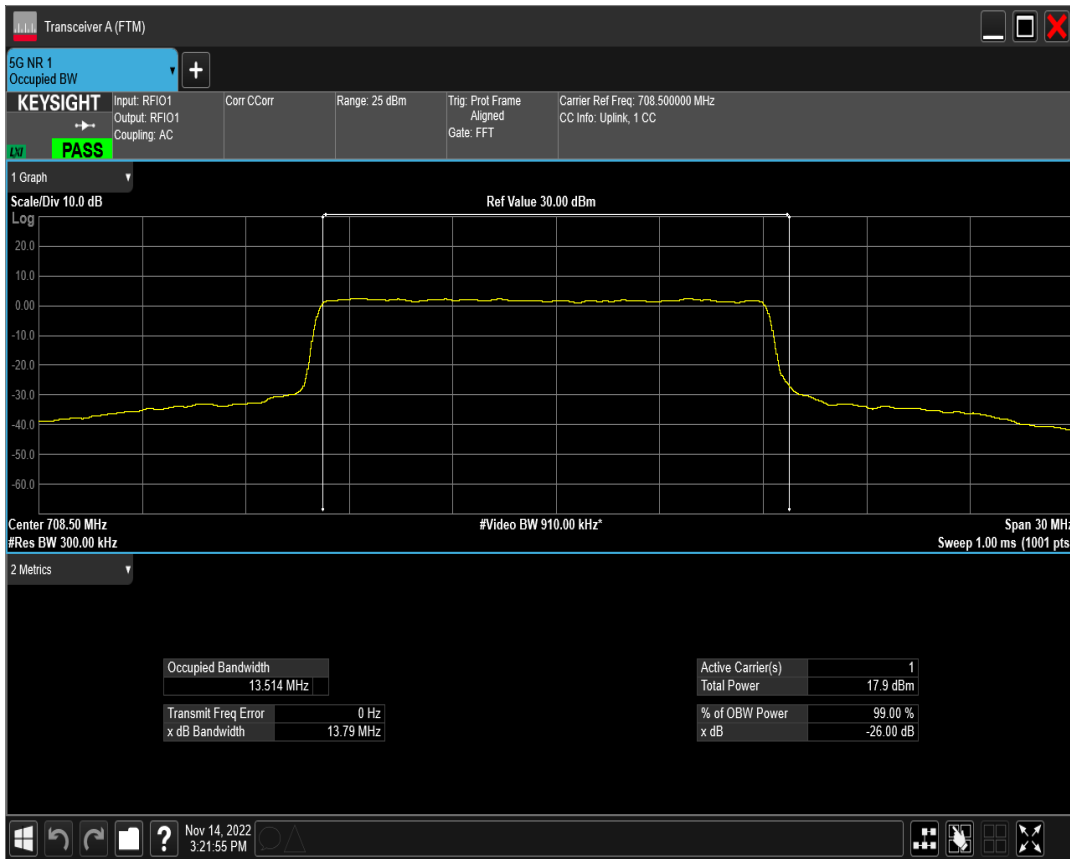 Transceiver A (FTM)
5G NR 1
Occupied BW
+
KEYSIGHT
LXI
PASS
Input: RFIO1
Output: RFIO1
Coupling: AC
Corr CCorr
Range: 25 dBm
Trig: Prot Frame
Aligned
Gate: FFT
Carrier Ref Freq: 708.500000 MHz
CC Info: Uplink, 1 CC
1 Graph
Scale/Div 10.0 dB
Ref Value 30.00 dBm
Log
20.0
10.0
0.00
-10.0
-20.0
-30.0
-40.0
-50.0
-60.0
Center 708.50 MHz
#Video BW 910.00 kHz*
Span 30 MHz
#Res BW 300.00 kHz
Sweep 1.00 ms (1001 pts
2 Metrics
Occupied Bandwidth
13.514 MHz
Transmit Freq Error 0 Hz
x dB Bandwidth 13.79 MHz
Active Carrier(s) 1
Total Power 17.9 dBm
% of OBW Power 99.00 %
x dB -26.00 dB
?
Nov 14, 2022
3:21:55 PM